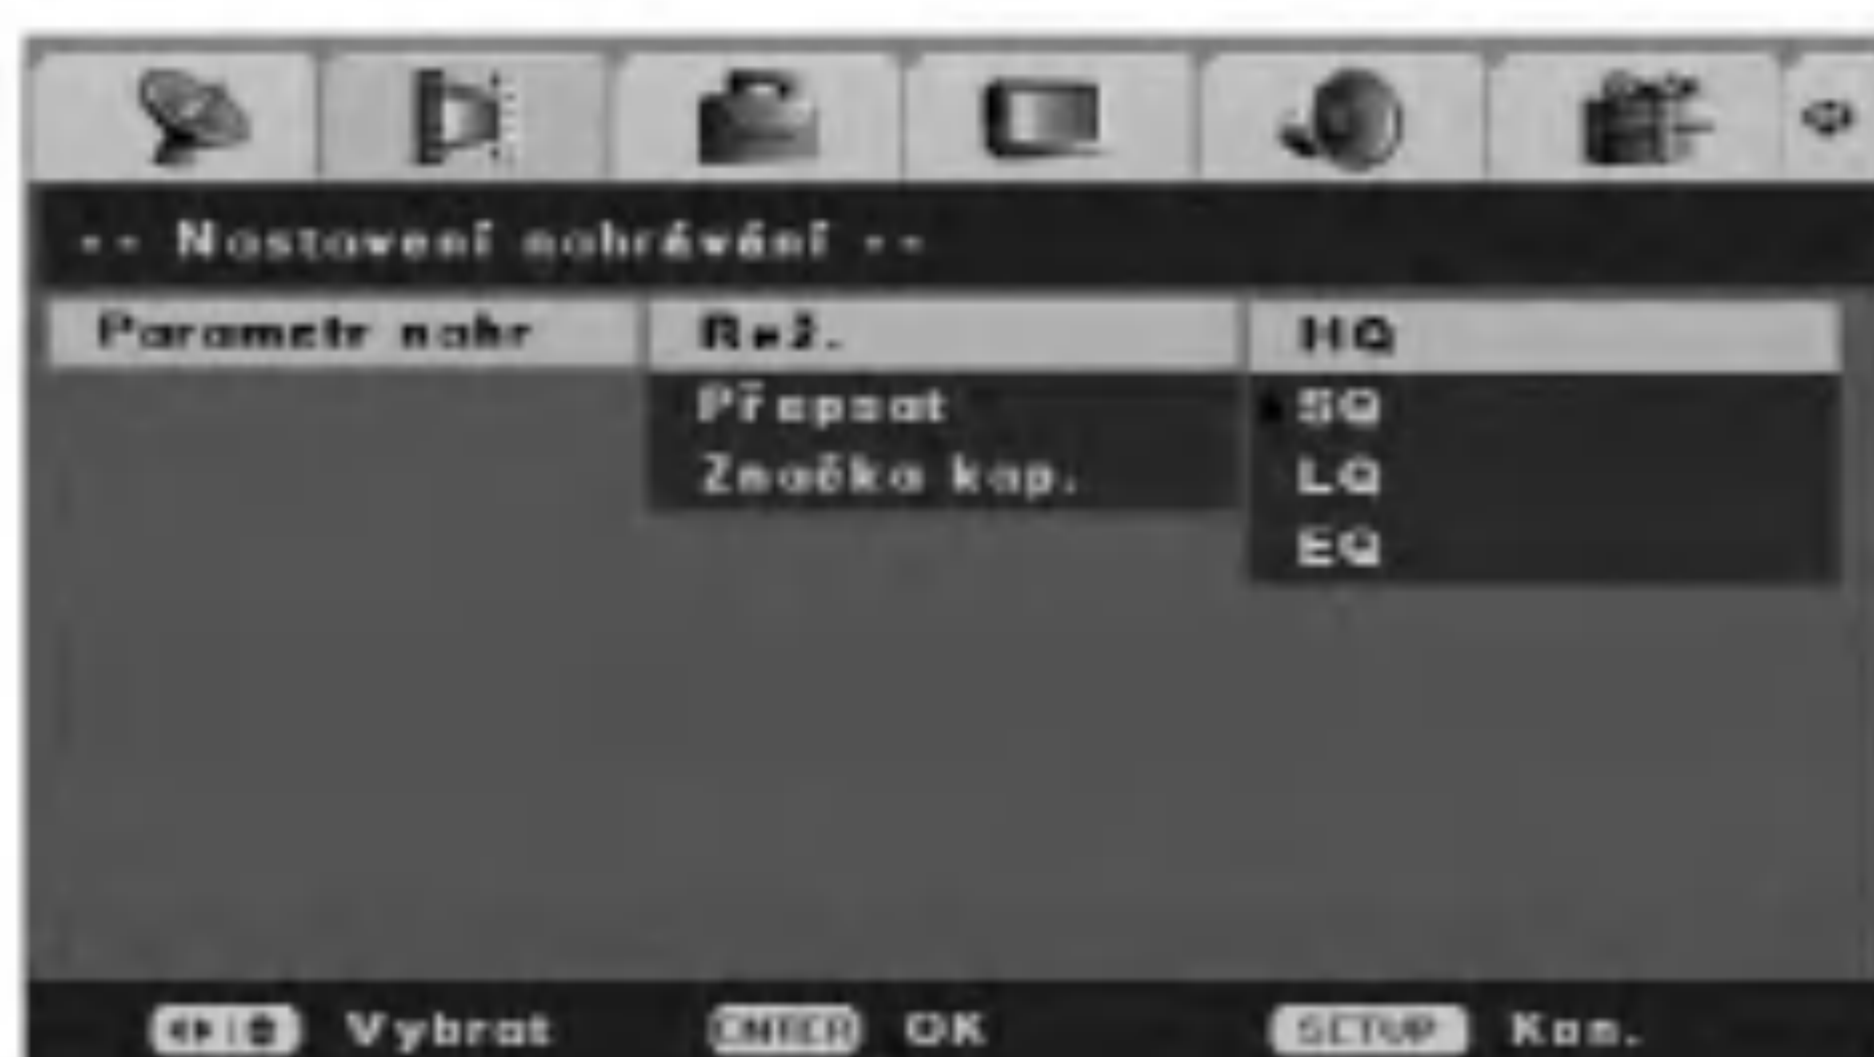 -- Nastavení nahrávání --
Parametr nahr Rež. HQ
Přepsat SQ
Značka kap. LQ
EQ
Vybrat ENTER OK SETUP Kon.